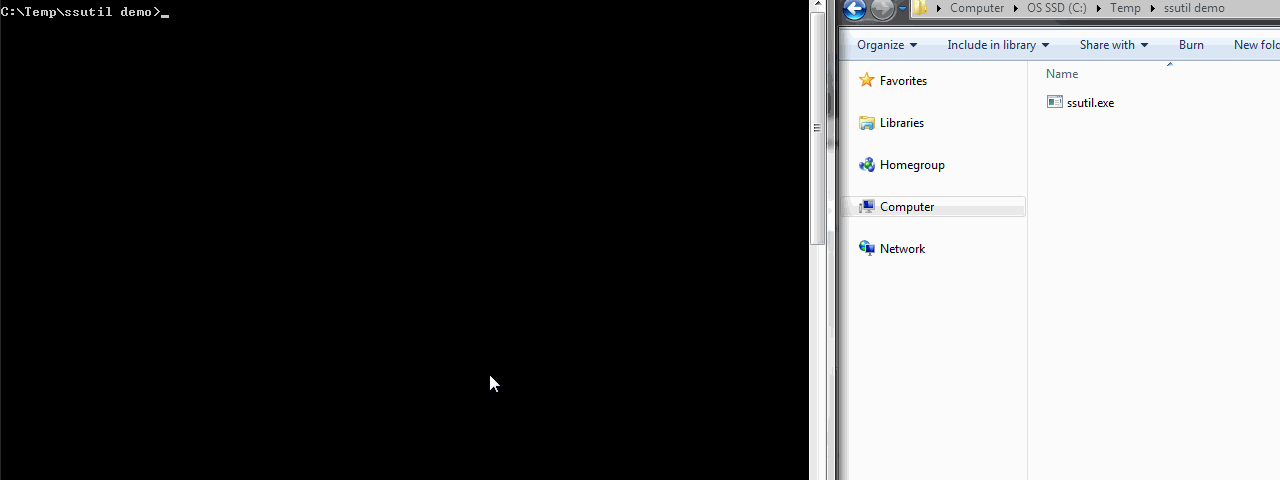 C:\Temp\ssutil demo>_
Computer OS SSD (C:) Temp ssutil demo
Organize Include in library Share with Burn New fold
Name
Favorites
ssutil.exe
Libraries
Homegroup
Computer
Network